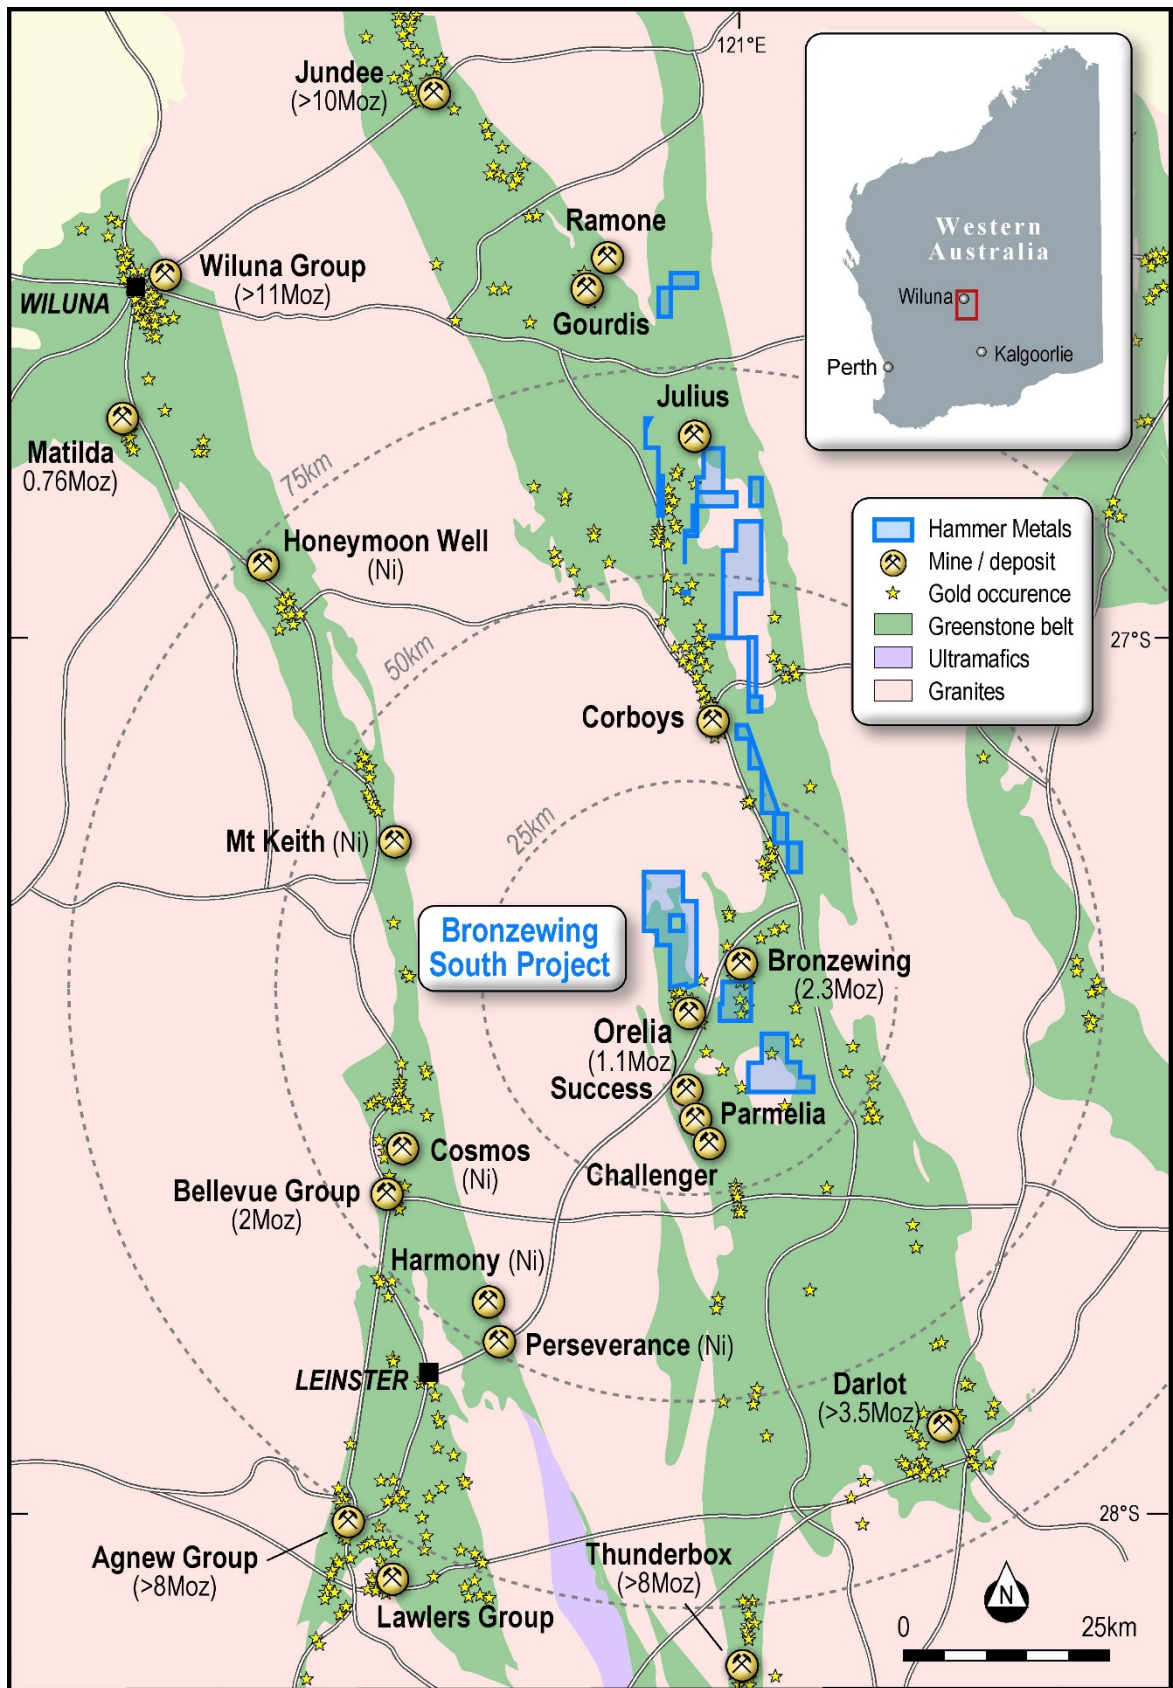 121°E
Jundee
(>10Moz)
Western
Australia
Wiluna
Kalgoorlie
Perth
Ramone
Wiluna Group
(>11Moz)
WILUNA
Gourdis
Julius
Matilda
0.76Moz)
75km
Hammer Metals
Mine / deposit
Gold occurence
Greenstone belt
Ultramafics
Granites
Honeymoon Well
(Ni)
27°S
50km
Corboys
25km
Mt Keith (Ni)
Bronzewing
South Project
Bronzewing
(2.3Moz)
Orelia
(1.1Moz)
Success
Parmelia
Challenger
Cosmos
(Ni)
Bellevue Group
(2Moz)
Harmony (Ni)
Perseverance (Ni)
LEINSTER
Darlot
(>3.5Moz)
28°S
Agnew Group
(>8Moz)
Thunderbox
(>8Moz)
Lawlers Group
N
0
25km